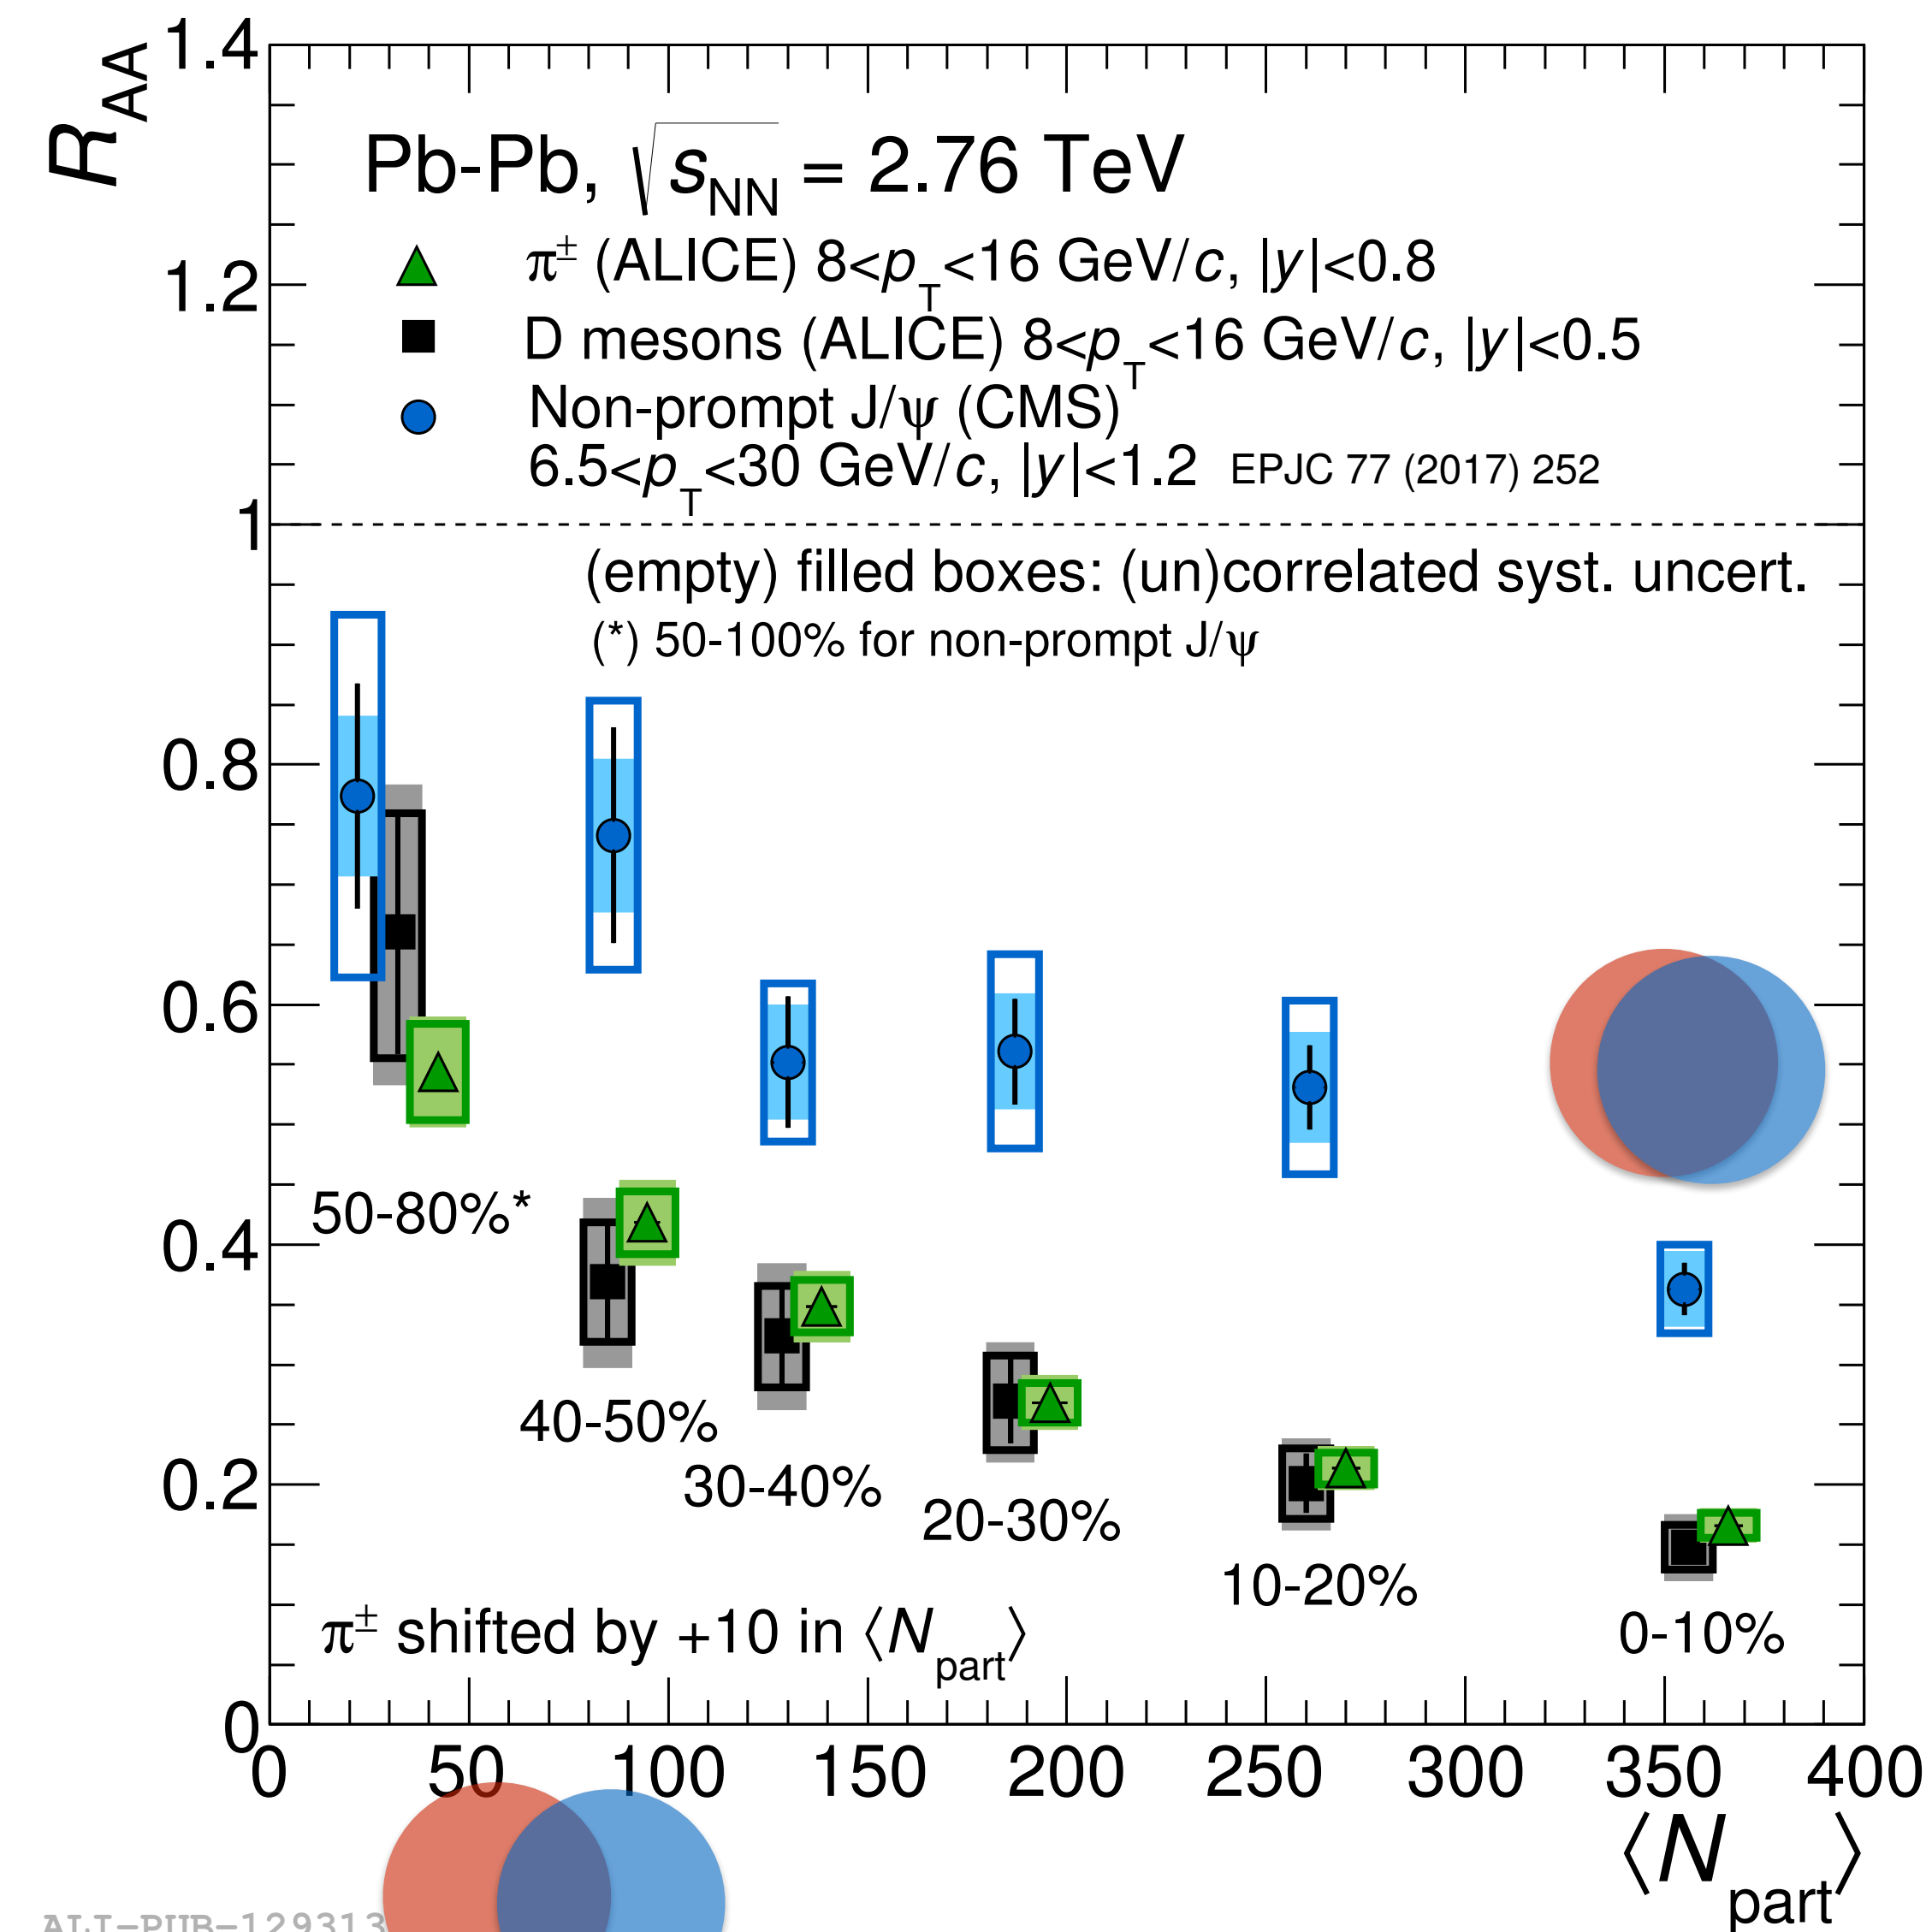 R_AA
1.4
1.2
1
0.8
0.6
0.4
0.2
0
Pb-Pb, √s_NN = 2.76 TeV
π± (ALICE) 8<p_T<16 GeV/c, |y|<0.8
D mesons (ALICE) 8<p_T<16 GeV/c, |y|<0.5
Non-prompt J/ψ (CMS)
6.5<p_T<30 GeV/c, |y|<1.2 EPJC 77 (2017) 252
(empty) filled boxes: (un)correlated syst. uncert.
(*) 50-100% for non-prompt J/ψ
50-80%*
40-50%
30-40%
20-30%
10-20%
0-10%
π± shifted by +10 in ⟨N_part⟩
0 50 100 150 200 250 300 350 400
⟨N_part⟩
ALI-PUB-129313